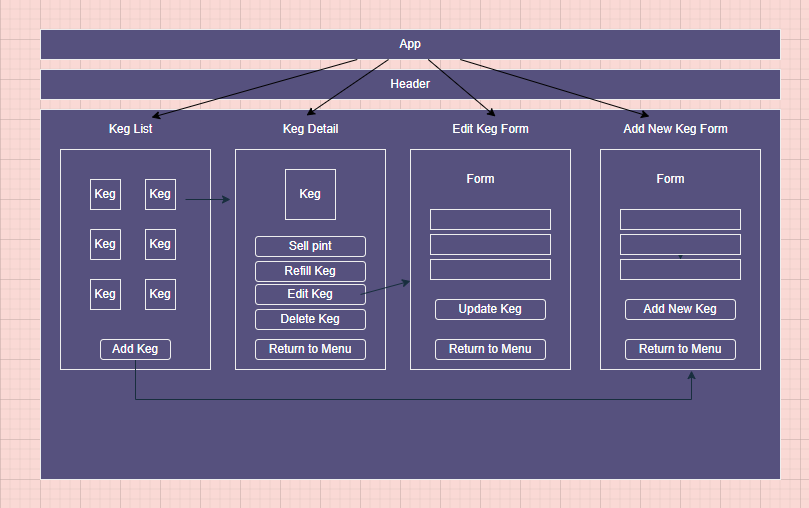 App
Header
Keg List
Keg Detail
Edit Keg Form
Add New Keg Form
Keg
Keg
Keg
Keg
Keg
Keg
Add Keg
Keg
Sell pint
Refill Keg
Edit Keg
Delete Keg
Return to Menu
Form
Update Keg
Return to Menu
Form
Add New Keg
Return to Menu